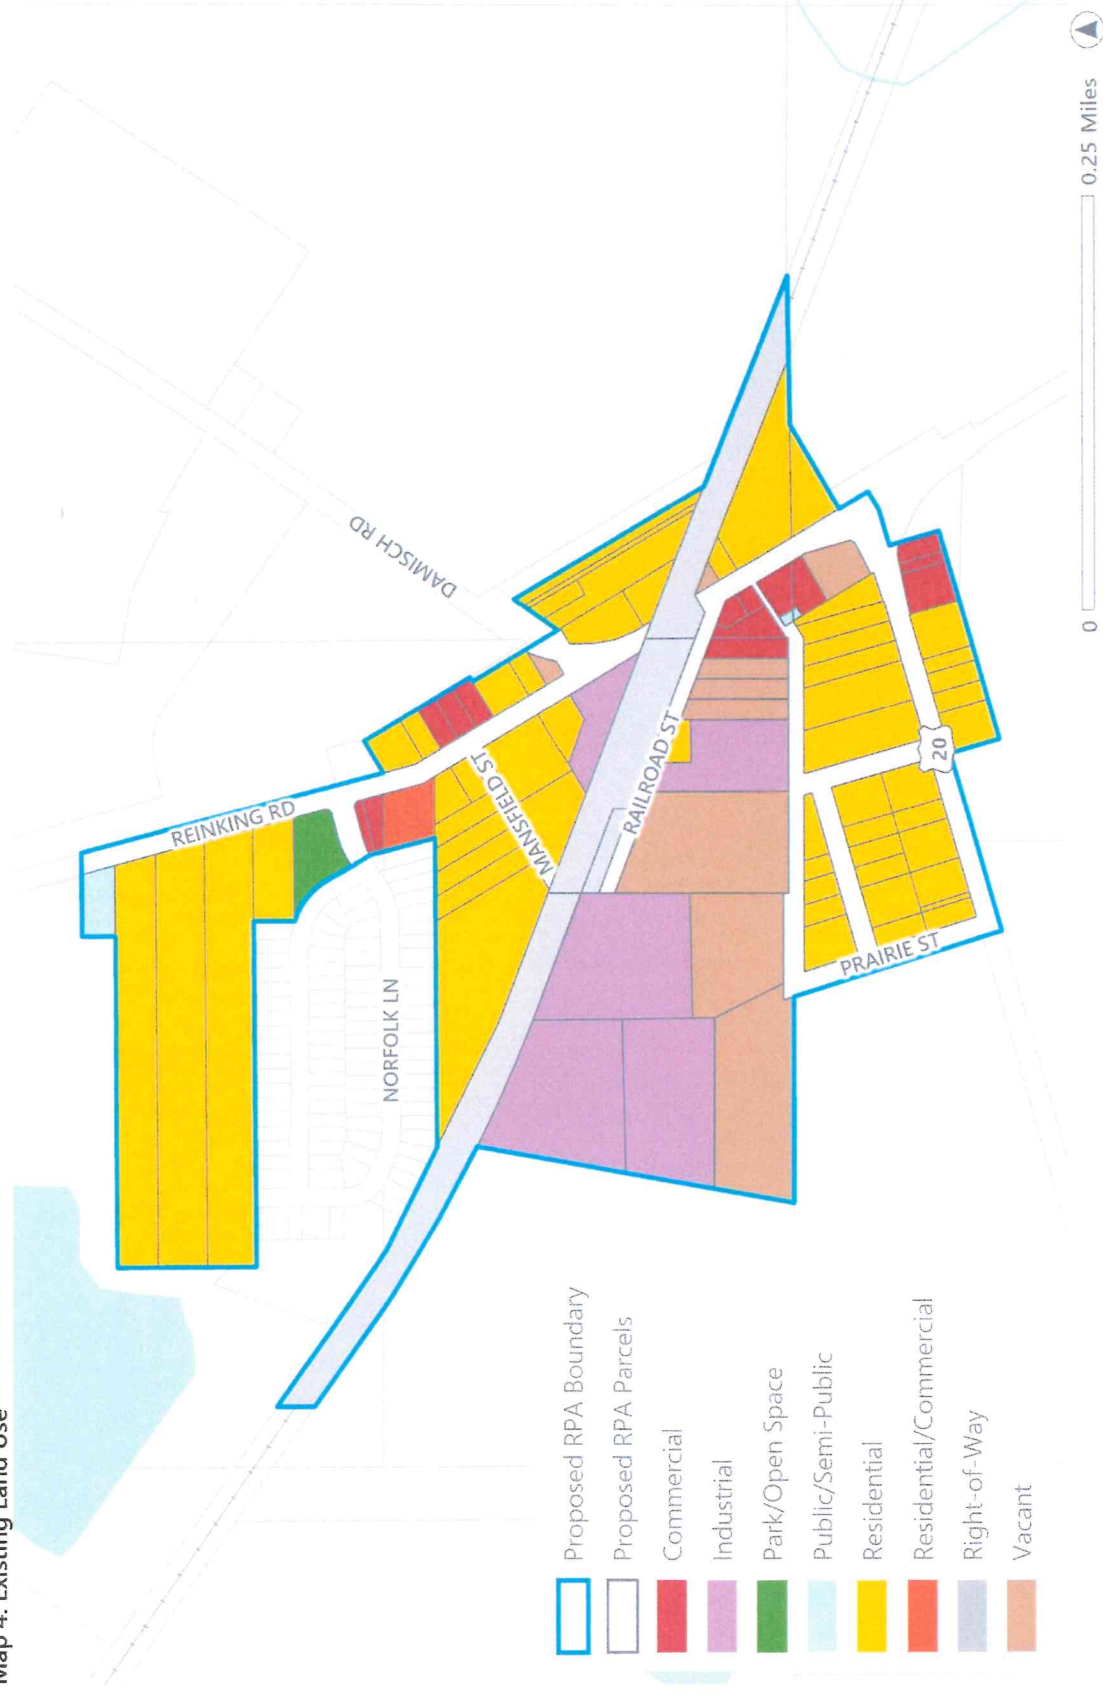 Map 4: Existing Land Use
DAMISCH RD
REINKING RD
MANSFIELD ST
RAILROAD ST
NORFOLK LN
PRAIRIE ST
20
Proposed RPA Boundary
Proposed RPA Parcels
Commercial
Industrial
Park/Open Space
Public/Semi-Public
Residential
Residential/Commercial
Right-of-Way
Vacant
0 0.25 Miles